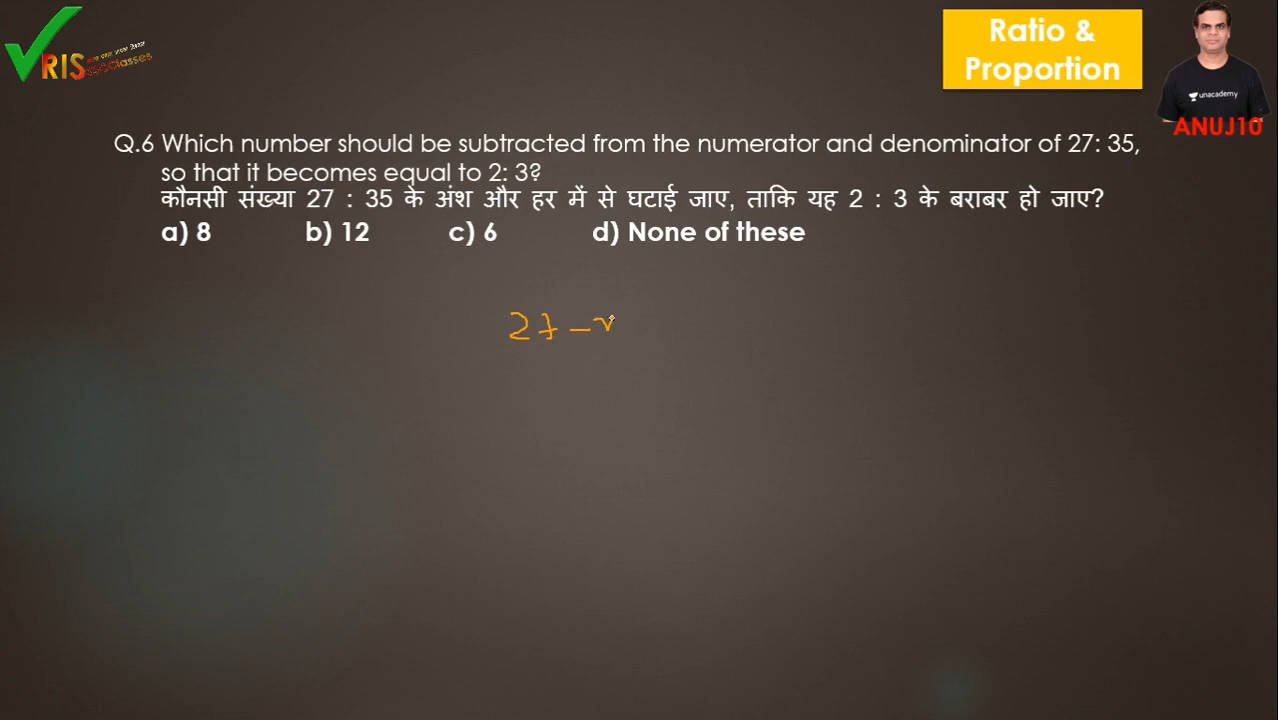 RIS
Ratio &
Proportion
unacademy
ANUJ10
Q.6 Which number should be subtracted from the numerator and denominator of 27: 35,
so that it becomes equal to 2: 3?
कौनसी संख्या 27 : 35 के अंश और हर में से घटाई जाए, ताकि यह 2 : 3 के बराबर हो जाए?
a) 8 b) 12 c) 6 d) None of these
27 -